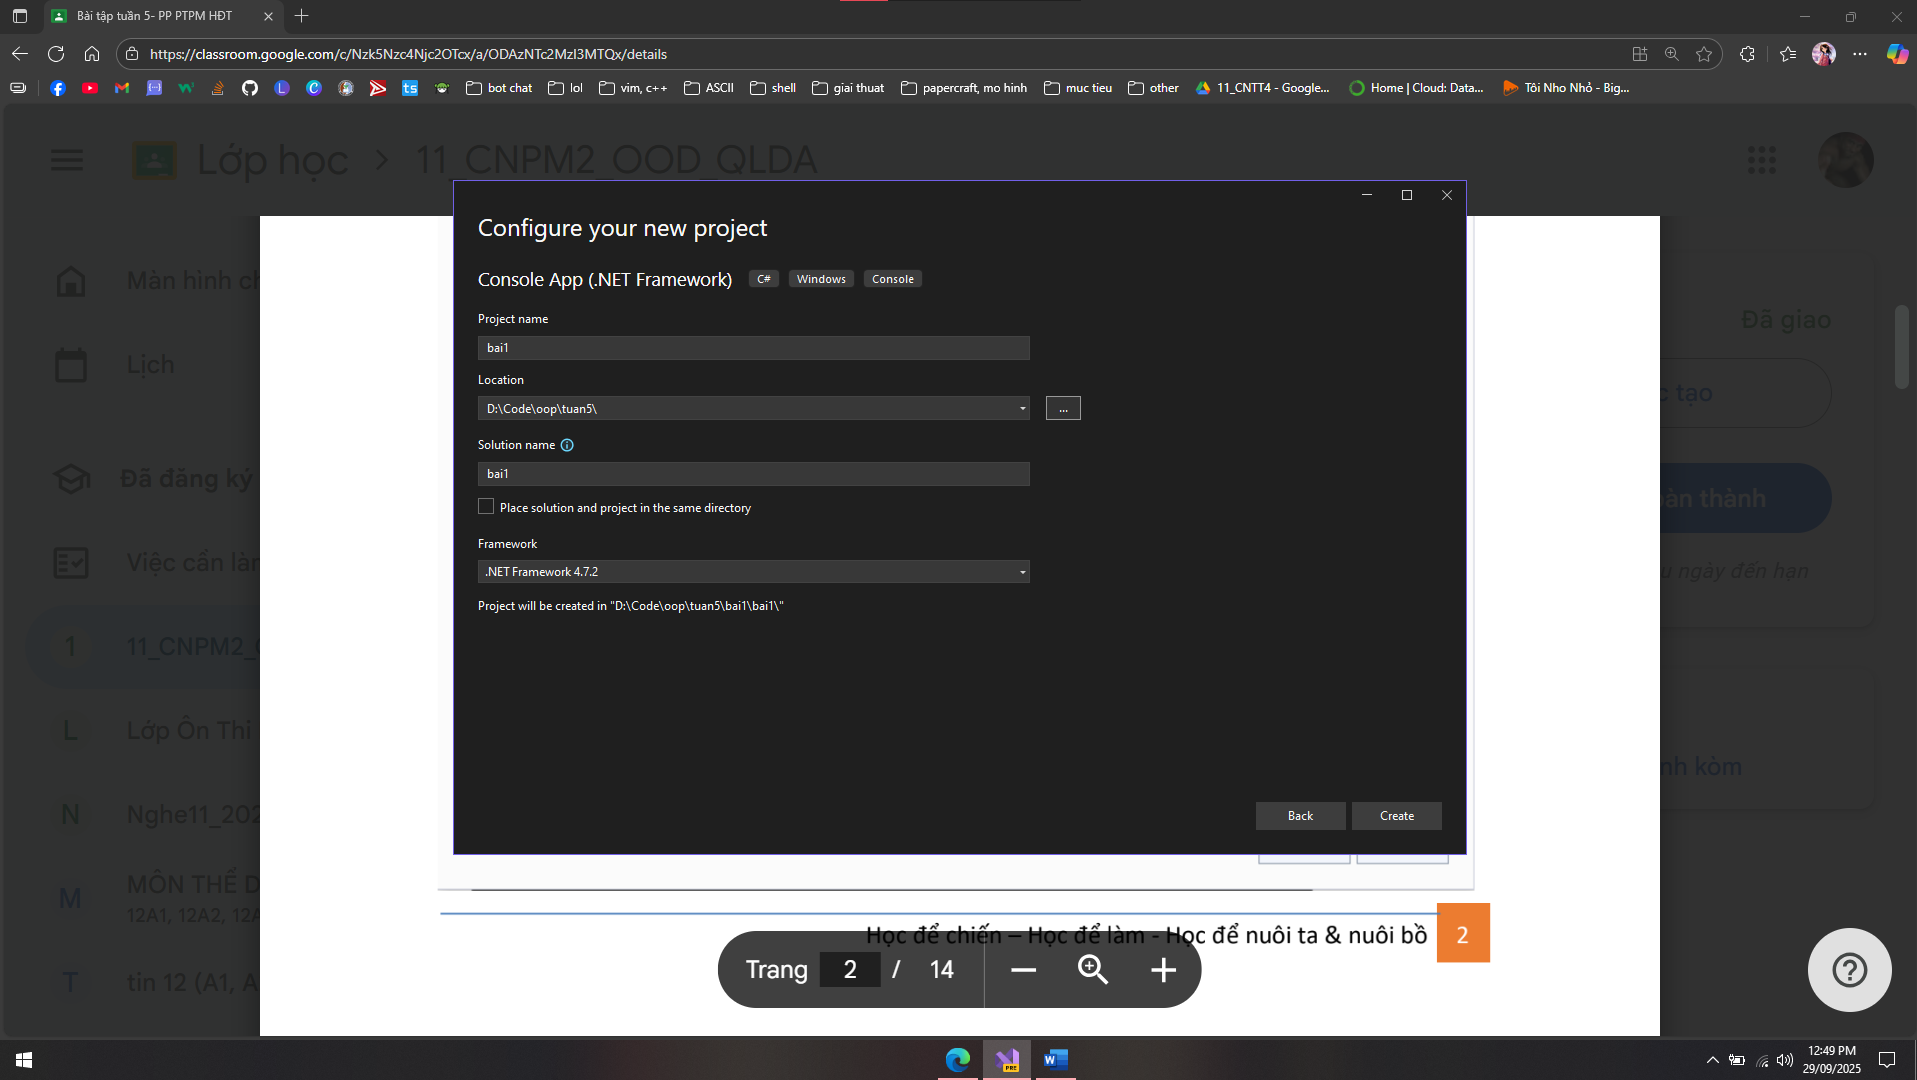 Bài tập tuần 5- PP PTPM HĐT
https://classroom.google.com/c/Nzk5Nzc4Njc2OTcx/a/ODAzNTc2MzI3MTQx/details
bot chat
lol
vim, c++
ASCII
shell
giai thuat
papercraft, mo hinh
muc tieu
other
11_CNTT4 - Google...
Home | Cloud: Data...
Tôi Nho Nhỏ - Big...
Lớp học > 11_CNPM2_OOD_QLDA
Màn hình ch
Lịch
Đã đăng ký
Việc cần làm
1 11_CNPM2_
L Lớp Ôn Thi
N Nghe11_202
M MÔN THỂ D
12A1, 12A2, 12A
T tin 12 (A1, A
Configure your new project
Console App (.NET Framework) C# Windows Console
Project name
bai1
Location
D:\Code\oop\tuan5\
...
Solution name
bai1
Place solution and project in the same directory
Framework
.NET Framework 4.7.2
Project will be created in "D:\Code\oop\tuan5\bai1\bai1\"
Back Create
Đã giao
tạo
àn thành
ngày đến hạn
nh kòm
Học để chiến – Học để làm - Học để nuôi ta & nuôi bồ 2
Trang 2 / 14
PRE
12:49 PM
29/09/2025